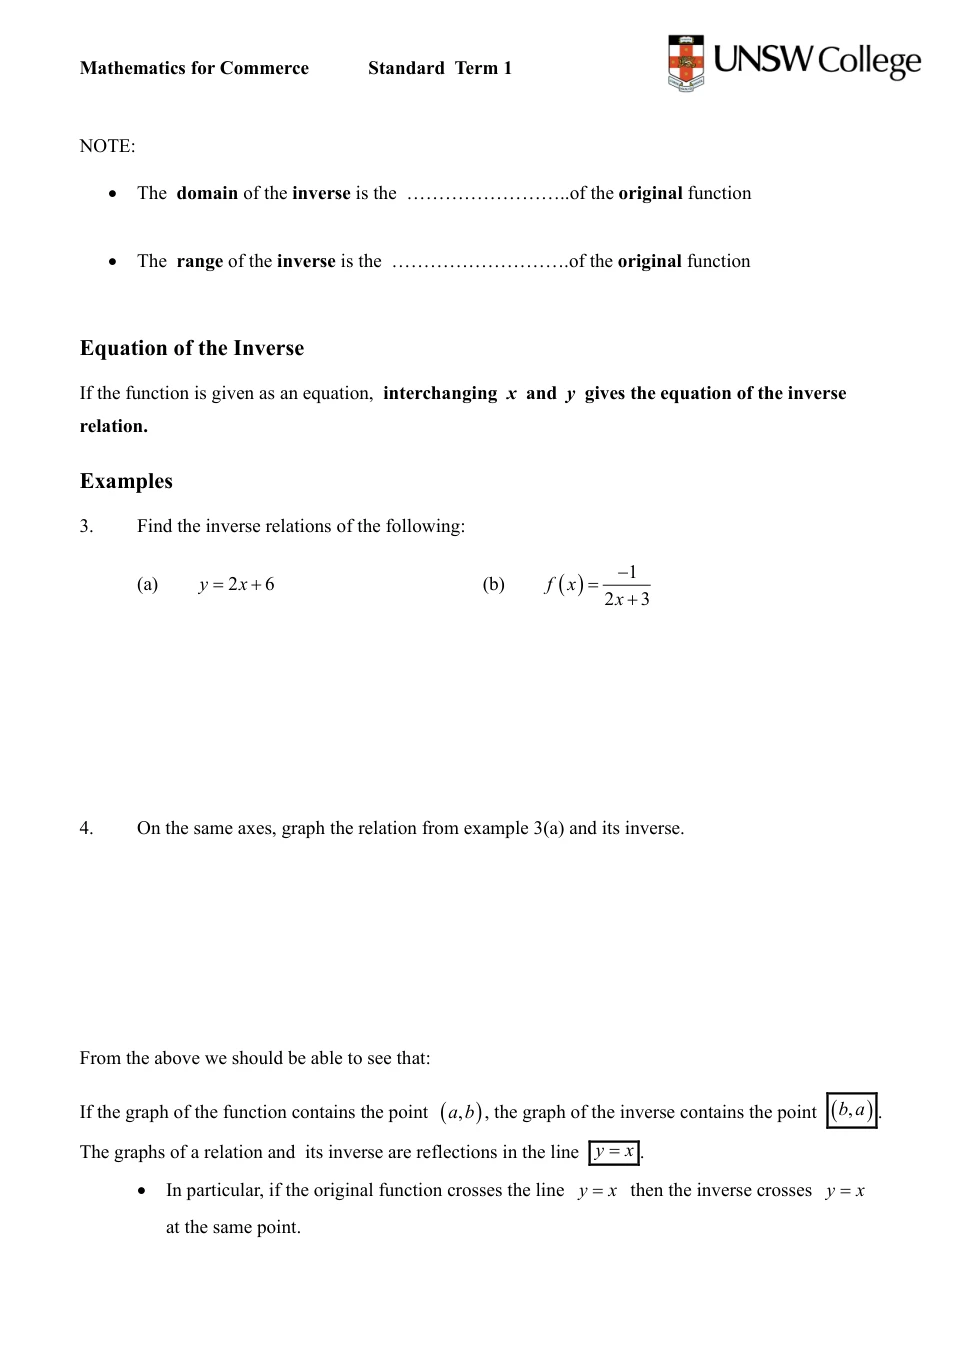 Mathematics for Commerce Standard Term 1
UNSW College
NOTE:
• The domain of the inverse is the ……………………..of the original function
• The range of the inverse is the ……………………….of the original function
Equation of the Inverse
If the function is given as an equation, interchanging x and y gives the equation of the inverse
relation.
Examples
3. Find the inverse relations of the following:
(a) y = 2x + 6 (b) f(x) = −1/(2x + 3)
4. On the same axes, graph the relation from example 3(a) and its inverse.
From the above we should be able to see that:
If the graph of the function contains the point (a,b), the graph of the inverse contains the point (b,a).
The graphs of a relation and its inverse are reflections in the line y = x.
• In particular, if the original function crosses the line y = x then the inverse crosses y = x
at the same point.